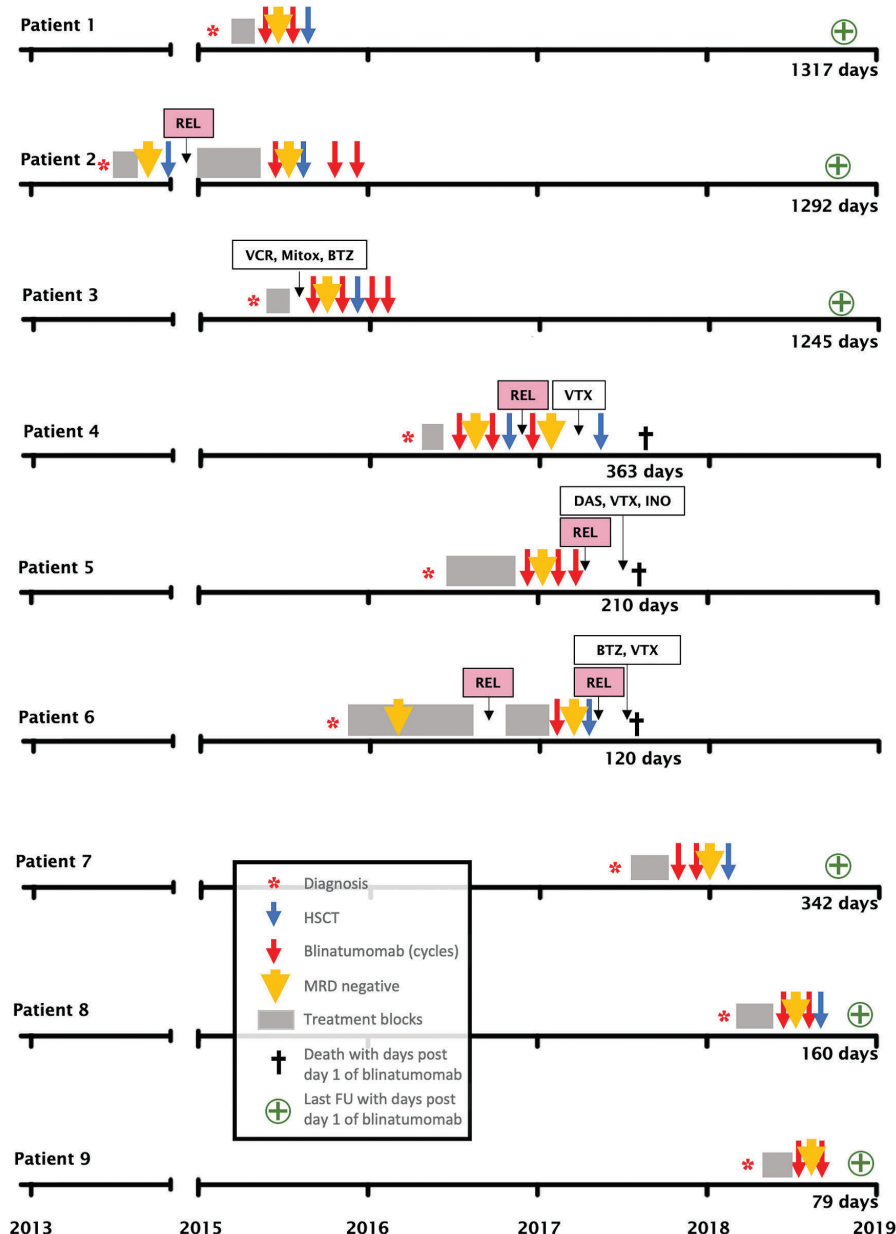 Patient 1
1317 days
REL
Patient 2
1292 days
VCR, Mitox, BTZ
Patient 3
1245 days
REL
VTX
Patient 4
363 days
DAS, VTX, INO
REL
Patient 5
210 days
BTZ, VTX
REL
REL
Patient 6
120 days
Patient 7
342 days
Diagnosis
HSCT
Blinatumomab (cycles)
MRD negative
Treatment blocks
Death with days post
day 1 of blinatumomab
Last FU with days post
day 1 of blinatumomab
Patient 8
160 days
Patient 9
79 days
2013
2015
2016
2017
2018
2019